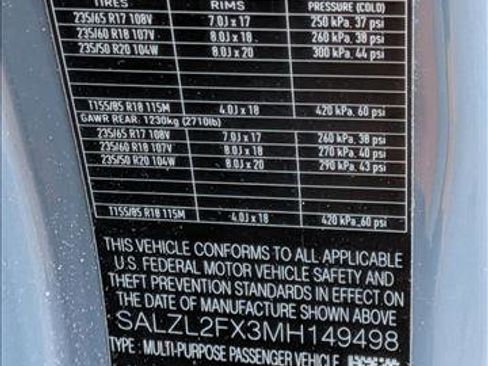 TIRES RIMS PRESSURE (COLD)
235/65 R17 108V 7.0J x 17 250 kPa, 37 psi
235/60 R18 107V 8.0J x 18 260 kPa, 38 psi
235/50 R20 104W 8.0J x 20 300 kPa, 44 psi
T155/85 R18 115M 4.0J x 18 420 kPa, 60 psi
GAWR REAR: 1230kg (2710lb)
235/65 R17 108V 7.0J x 17 260 kPa, 38 psi
235/60 R18 107V 8.0J x 18 270 kPa, 40 psi
235/50 R20 104W 8.0J x 20 290 kPa, 43 psi
T155/85 R18 115M 4.0J x 18 420 kPa, 60 psi
THIS VEHICLE CONFORMS TO ALL APPLICABLE
U.S. FEDERAL MOTOR VEHICLE SAFETY AND
THEFT PREVENTION STANDARDS IN EFFECT ON
THE DATE OF MANUFACTURE SHOWN ABOVE
SALZL2FX3MH149498
TYPE: MULTI-PURPOSE PASSENGER VEHICLE